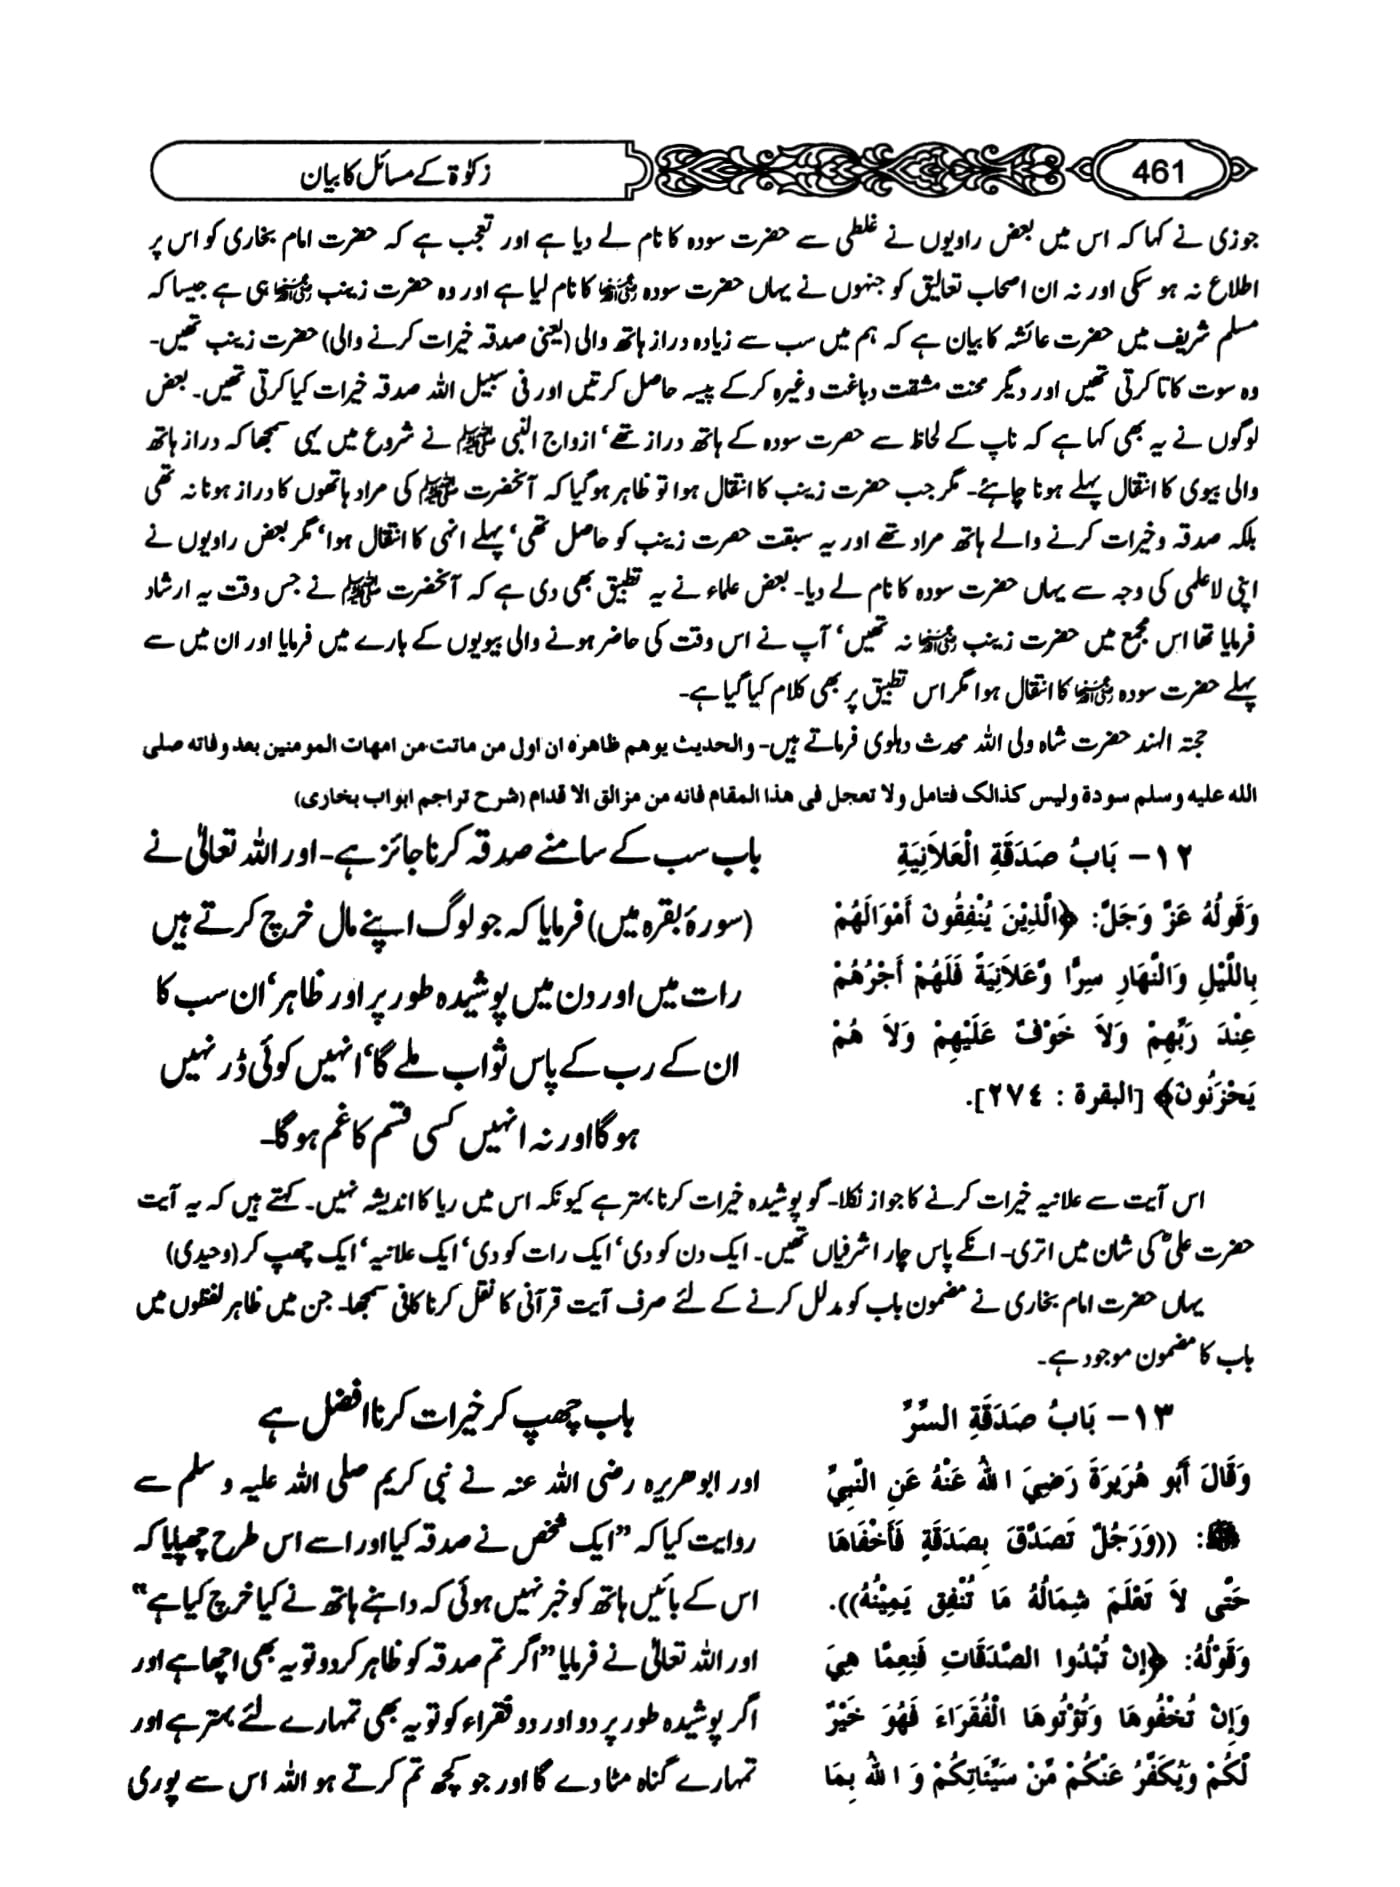 461
زکوٰۃ کے مسائل کا بیان
جوزی نے کہا کہ اس میں بعض راویوں نے غلطی سے حضرت سودہ کا نام لے دیا ہے اور تعجب ہے کہ حضرت امام بخاری کو اس پر
اطلاع نہ ہو سکی اور نہ ان اصحاب تعالیق کو جنہوں نے یہاں حضرت سودہ رضی اللہ عنہا کا نام لیا ہے اور وہ حضرت زینب رضی اللہ عنہا ہی ہے جیسا کہ
مسلم شریف میں حضرت عائشہ کا بیان ہے کہ ہم میں سب سے زیادہ دراز ہاتھ والی (یعنی صدقہ خیرات کرنے والی) حضرت زینب تھیں۔
وہ سوت کاتا کرتی تھیں اور دیگر محنت مشقت دباغت وغیرہ کر کے پیسہ حاصل کرتیں اور فی سبیل اللہ صدقہ خیرات کیا کرتی تھیں۔ بعض
لوگوں نے یہ بھی کہا ہے کہ ناپ کے لحاظ سے حضرت سودہ کے ہاتھ دراز تھے‘ ازواج النبی ﷺ نے شروع میں یہی سمجھا کہ دراز ہاتھ
والی بیوی کا انتقال پہلے ہونا چاہئے۔ مگر جب حضرت زینب کا انتقال ہوا تو ظاہر ہو گیا کہ آنحضرت ﷺ کی مراد ہاتھوں کا دراز ہونا نہ تھی
بلکہ صدقہ و خیرات کرنے والے ہاتھ مراد تھے اور یہ سبقت حضرت زینب کو حاصل تھی‘ پہلے انہی کا انتقال ہوا‘ مگر بعض راویوں نے
اپنی لاعلمی کی وجہ سے یہاں حضرت سودہ کا نام لے دیا۔ بعض علماء نے یہ تطبیق بھی دی ہے کہ آنحضرت ﷺ نے جس وقت یہ ارشاد
فرمایا تھا اس مجمع میں حضرت زینب رضی اللہ عنہا نہ تھیں‘ آپ نے اس وقت کی حاضر ہونے والی بیویوں کے بارے میں فرمایا اور ان میں سے
پہلے حضرت سودہ رضی اللہ عنہا کا انتقال ہوا مگر اس تطبیق پر بھی کلام کیا گیا ہے۔
حجتہ الہند حضرت شاہ ولی اللہ محدث دہلوی فرماتے ہیں۔ والحدیث یوهم ظاهرہ ان اول من ماتت من امهات المومنین بعد وفاته صلی
الله علیه وسلم سودة ولیس کذالک فتامل ولا تعجل فی هذا المقام فانه من مزالق الا قدام (شرح تراجم ابواب بخاری)
١٢- بَابُ صَدَقَةِ الْعَلاَنِيَةِ
وَقَولُهُ عَزَّ وَجَلَّ: ﴿الَّذِيْنَ يُنْفِقُونَ أَمْوَالَهُمْ
بِاللَّيْلِ وَالنَّهَارِ سِرًّا وَّعَلاَنِيَةً فَلَهُمْ أَجْرُهُمْ
عِنْدَ رَبِّهِمْ وَلاَ خَوْفٌ عَلَيْهِمْ وَلاَ هُمْ
يَحْزَنُونَ﴾ [البقرة : ٢٧٤].
باب سب کے سامنے صدقہ کرنا جائز ہے۔ اور اللہ تعالیٰ نے
(سورۂ بقرہ میں) فرمایا کہ جو لوگ اپنے مال خرچ کرتے ہیں
رات میں اور دن میں پوشیدہ طور پر اور ظاہر‘ ان سب کا
ان کے رب کے پاس ثواب ملے گا‘ انہیں کوئی ڈر نہیں
ہوگا اور نہ انہیں کسی قسم کا غم ہوگا۔
اس آیت سے علانیہ خیرات کرنے کا جواز نکلا۔ گو پوشیدہ خیرات کرنا بہتر ہے کیونکہ اس میں ریا کا اندیشہ نہیں۔ کہتے ہیں کہ یہ آیت
حضرت علیؓ کی شان میں اتری۔ انکے پاس چار اشرفیاں تھیں۔ ایک دن کو دی‘ ایک رات کو دی‘ ایک علانیہ‘ ایک چھپ کر (وحیدی)
یہاں حضرت امام بخاری نے مضمون باب کو مدلل کرنے کے لئے صرف آیت قرآنی کا نقل کرنا کافی سمجھا۔ جن میں ظاہر لفظوں میں
باب کا مضمون موجود ہے۔
١٣- بَابُ صَدَقَةِ السِّرِّ
وَقَالَ أَبُو هُرَيرَةَ رَضِيَ اللهُ عَنْهُ عَنِ النَّبِيِّ
ﷺ: ((وَرَجُلٌ تَصَدَّقَ بِصَدَقَةٍ فَأَخْفَاهَا
حَتَّى لاَ تَعْلَمَ شِمَالُهُ مَا تُنْفِق يَمِيْنُهُ)).
وَقَوْلُهُ: ﴿إِنْ تُبْدُوا الصَّدَقَاتِ فَنِعِمَّا هِيَ
وَإِنْ تُخْفُوهَا وَتُؤتُوهَا الْفُقَرَاءَ فَهُوَ خَيْرٌ
لَّكُمْ وَيُكَفِّرُ عَنْكُمْ مِّنْ سَيِّئَاتِكُمْ وَ اللهُ بِمَا
باب چھپ کر خیرات کرنا افضل ہے
اور ابوھریرہ رضی اللہ عنہ نے نبی کریم صلی اللہ علیہ و سلم سے
روایت کیا کہ ”ایک شخص نے صدقہ کیا اور اسے اس طرح چھپایا کہ
اس کے بائیں ہاتھ کو خبر نہیں ہوئی کہ داہنے ہاتھ نے کیا خرچ کیا ہے“
اور اللہ تعالیٰ نے فرمایا ”اگر تم صدقہ کو ظاہر کر دو تو یہ بھی اچھا ہے اور
اگر پوشیدہ طور پر دو اور دو فقراء کو تو یہ بھی تمہارے لئے بہتر ہے اور
تمہارے گناہ مٹا دے گا اور جو کچھ تم کرتے ہو اللہ اس سے پوری